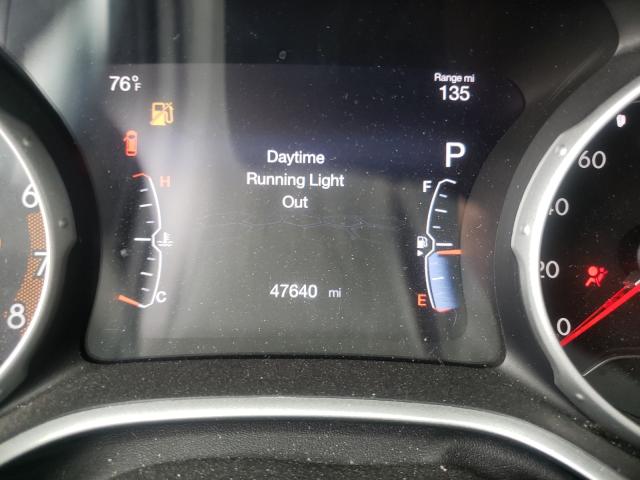 76°F
Range mi
135
Daytime
Running Light
Out
P
H
F
C
E
47640 mi
6
7
8
60
40
20
0